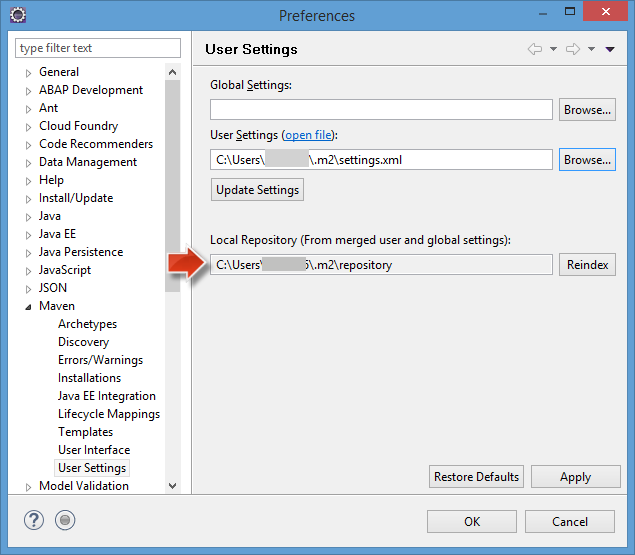 Preferences
type filter text
General
ABAP Development
Ant
Cloud Foundry
Code Recommenders
Data Management
Help
Install/Update
Java
Java EE
Java Persistence
JavaScript
JSON
Maven
Archetypes
Discovery
Errors/Warnings
Installations
Java EE Integration
Lifecycle Mappings
Templates
User Interface
User Settings
Model Validation
User Settings
Global Settings:
Browse...
User Settings (open file):
C:\Users\ \.m2\settings.xml
Browse...
Update Settings
Local Repository (From merged user and global settings):
C:\Users\ \.m2\repository
Reindex
Restore Defaults
Apply
?
OK
Cancel